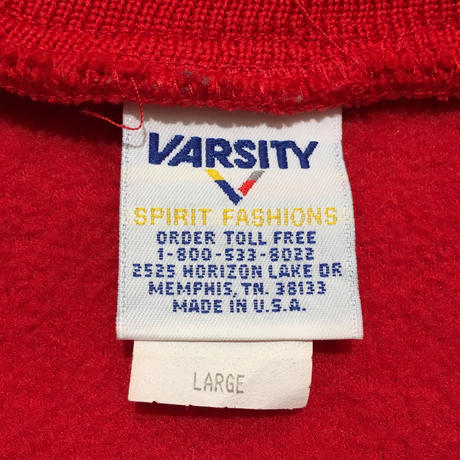 VARSITY
SPIRIT FASHIONS
ORDER TOLL FREE
1-800-533-8022
2525 HORIZON LAKE DR
MEMPHIS, TN. 38133
MADE IN U.S.A.
LARGE